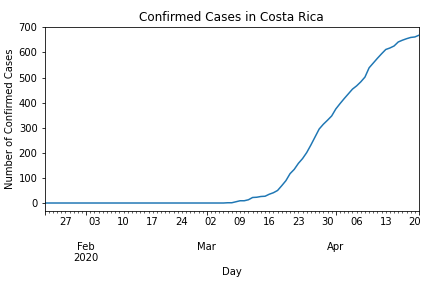 Confirmed Cases in Costa Rica
700
600
500
400
300
200
100
0
Number of Confirmed Cases
27 03 10 17 24 02 09 16 23 30 06 13 20
Feb Mar Apr
2020
Day